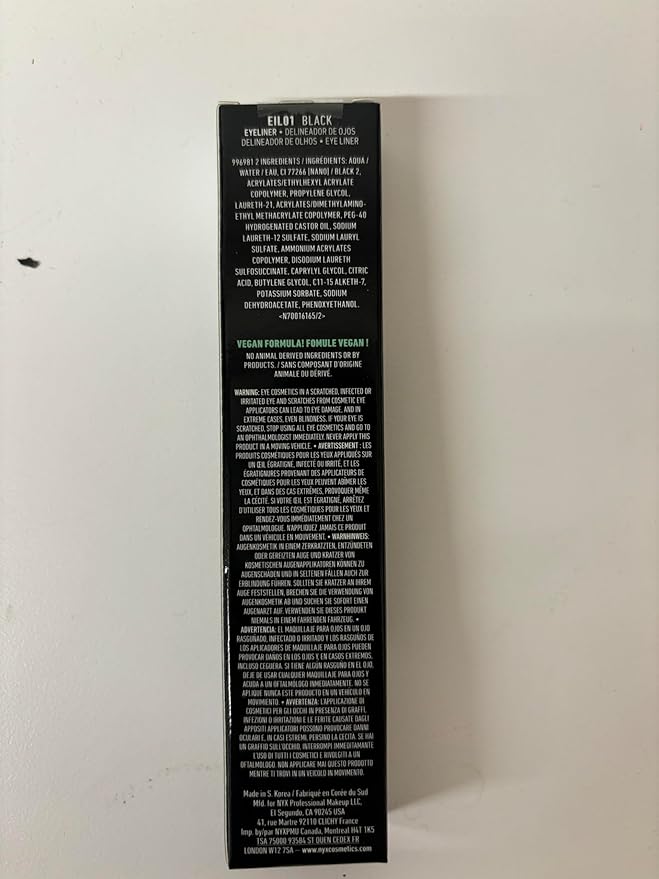 EIL01 BLACK
EYELINER • DELINEADOR DE OJOS
DELINEADOR DE OLHOS • EYE LINER
996981 2 INGREDIENTS / INGRÉDIENTS: AQUA /
WATER / EAU, CI 77266 [NANO] / BLACK 2,
ACRYLATES/ETHYLHEXYL ACRYLATE
COPOLYMER, PROPYLENE GLYCOL,
LAURETH-21, ACRYLATES/DIMETHYLAMINO-
ETHYL METHACRYLATE COPOLYMER, PEG-40
HYDROGENATED CASTOR OIL, SODIUM
LAURETH-12 SULFATE, SODIUM LAURYL
SULFATE, AMMONIUM ACRYLATES
COPOLYMER, DISODIUM LAURETH
SULFOSUCCINATE, CAPRYLYL GLYCOL, CITRIC
ACID, BUTYLENE GLYCOL, C11-15 ALKETH-7,
POTASSIUM SORBATE, SODIUM
DEHYDROACETATE, PHENOXYETHANOL.
<N70016165/2>
VEGAN FORMULA! FOMULE VEGAN !
NO ANIMAL DERIVED INGREDIENTS OR BY
PRODUCTS. / SANS COMPOSANT D'ORIGINE
ANIMALE OU DÉRIVÉ.
WARNING: EYE COSMETICS IN A SCRATCHED, INFECTED OR
IRRITATED EYE AND SCRATCHES FROM COSMETIC EYE
APPLICATORS CAN LEAD TO EYE DAMAGE, AND IN
EXTREME CASES, EVEN BLINDNESS. IF YOUR EYE IS
SCRATCHED, STOP USING ALL EYE COSMETICS AND GO TO
AN OPHTHALMOLOGIST IMMEDIATELY. NEVER APPLY THIS
PRODUCT IN A MOVING VEHICLE. • AVERTISSEMENT : LES
PRODUITS COSMÉTIQUES POUR LES YEUX APPLIQUÉS SUR
UN ŒIL ÉGRATIGNÉ, INFECTÉ OU IRRITÉ, ET LES
ÉGRATIGNURES PROVENANT DES APPLICATEURS DE
COSMÉTIQUES POUR LES YEUX PEUVENT ABÎMER LES
YEUX, ET DANS DES CAS EXTRÊMES, PROVOQUER MÊME
LA CÉCITÉ. SI VOTRE ŒIL EST ÉGRATIGNÉ, ARRÊTEZ
D'UTILISER TOUS LES COSMÉTIQUES POUR LES YEUX ET
RENDEZ-VOUS IMMÉDIATEMENT CHEZ UN
OPHTALMOLOGUE. N'APPLIQUEZ JAMAIS CE PRODUIT
DANS UN VÉHICULE EN MOUVEMENT. • WARNHINWEIS:
AUGENKOSMETIK IN EINEM ZERKRATZTEN, ENTZÜNDETEN
ODER GEREIZTEN AUGE UND KRATZER VON
KOSMETISCHEN AUGENAPPLIKATOREN KÖNNEN ZU
AUGENSCHÄDEN UND IN SELTENEN FÄLLEN AUCH ZUR
ERBLINDUNG FÜHREN. SOLLTEN SIE KRATZER AN IHREM
AUGE FESTSTELLEN, BRECHEN SIE DIE VERWENDUNG VON
AUGENKOSMETIK AB UND SUCHEN SIE SOFORT EINEN
AUGENARZT AUF. VERWENDEN SIE DIESES PRODUKT
NIEMALS IN EINEM FAHRENDEN FAHRZEUG. •
ADVERTENCIA: EL MAQUILLAJE PARA OJOS EN UN OJO
RASGUÑADO, INFECTADO O IRRITADO Y LOS RASGUÑOS DE
LOS APLICADORES DE MAQUILLAJE PARA OJOS PUEDEN
PROVOCAR DAÑOS EN LOS OJOS Y, EN CASOS EXTREMOS,
INCLUSO CEGUERA. SI TIENE ALGÚN RASGUÑO EN EL OJO,
DEJE DE USAR CUALQUIER MAQUILLAJE PARA OJOS Y
ACUDA A UN OFTALMÓLOGO INMEDIATAMENTE. NO SE
APLIQUE NUNCA ESTE PRODUCTO EN UN VEHÍCULO EN
MOVIMIENTO. • AVVERTENZA: L'APPLICAZIONE DI
COSMETICI PER GLI OCCHI IN PRESENZA DI GRAFFI,
INFEZIONI O IRRITAZIONI E LE FERITE CAUSATE DAGLI
APPOSITI APPLICATORI POSSONO PROVOCARE DANNI
OCULARI E, IN CASI ESTREMI, PERSINO LA CECITÀ. SE HAI
UN GRAFFIO SULL'OCCHIO, INTERROMPI IMMEDIATAMENTE
L'USO DI TUTTI I COSMETICI E RIVOLGITI A UN
OFTALMOLOGO. NON APPLICARE MAI QUESTO PRODOTTO
MENTRE TI TROVI IN UN VEICOLO IN MOVIMENTO.
Made in S. Korea / Fabriqué en Corée du Sud
Mfd. for NYX Professional Makeup LLC,
El Segundo, CA 90245 USA
41, rue Martre 92110 CLICHY France
Imp. by/par NYXPMU Canada, Montreal H4T 1K5
TSA 75000 93584 ST OUEN CEDEX FR
LONDON W12 7SA – www.nyxcosmetics.com